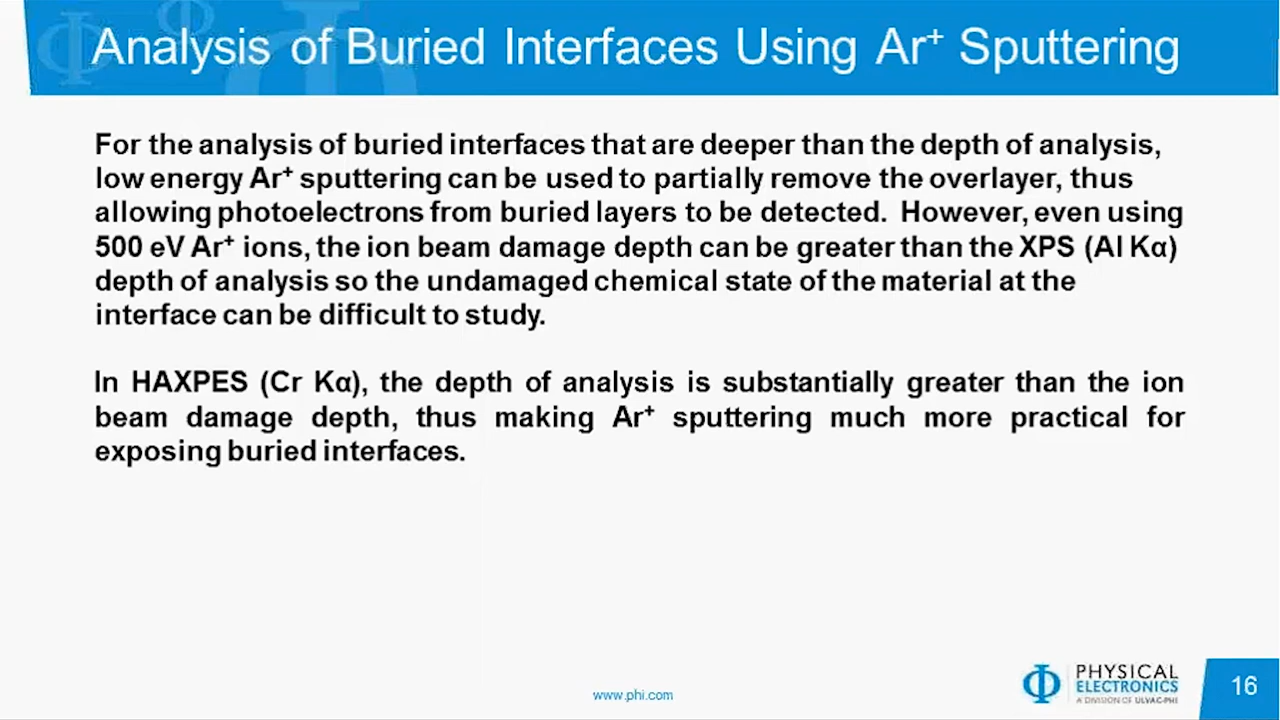 Analysis of Buried Interfaces Using Ar⁺ Sputtering
For the analysis of buried interfaces that are deeper than the depth of analysis,
low energy Ar⁺ sputtering can be used to partially remove the overlayer, thus
allowing photoelectrons from buried layers to be detected. However, even using
500 eV Ar⁺ ions, the ion beam damage depth can be greater than the XPS (Al Kα)
depth of analysis so the undamaged chemical state of the material at the
interface can be difficult to study.
In HAXPES (Cr Kα), the depth of analysis is substantially greater than the ion
beam damage depth, thus making Ar⁺ sputtering much more practical for
exposing buried interfaces.
www.phi.com
PHYSICAL
ELECTRONICS
A DIVISION OF ULVAC-PHI
16